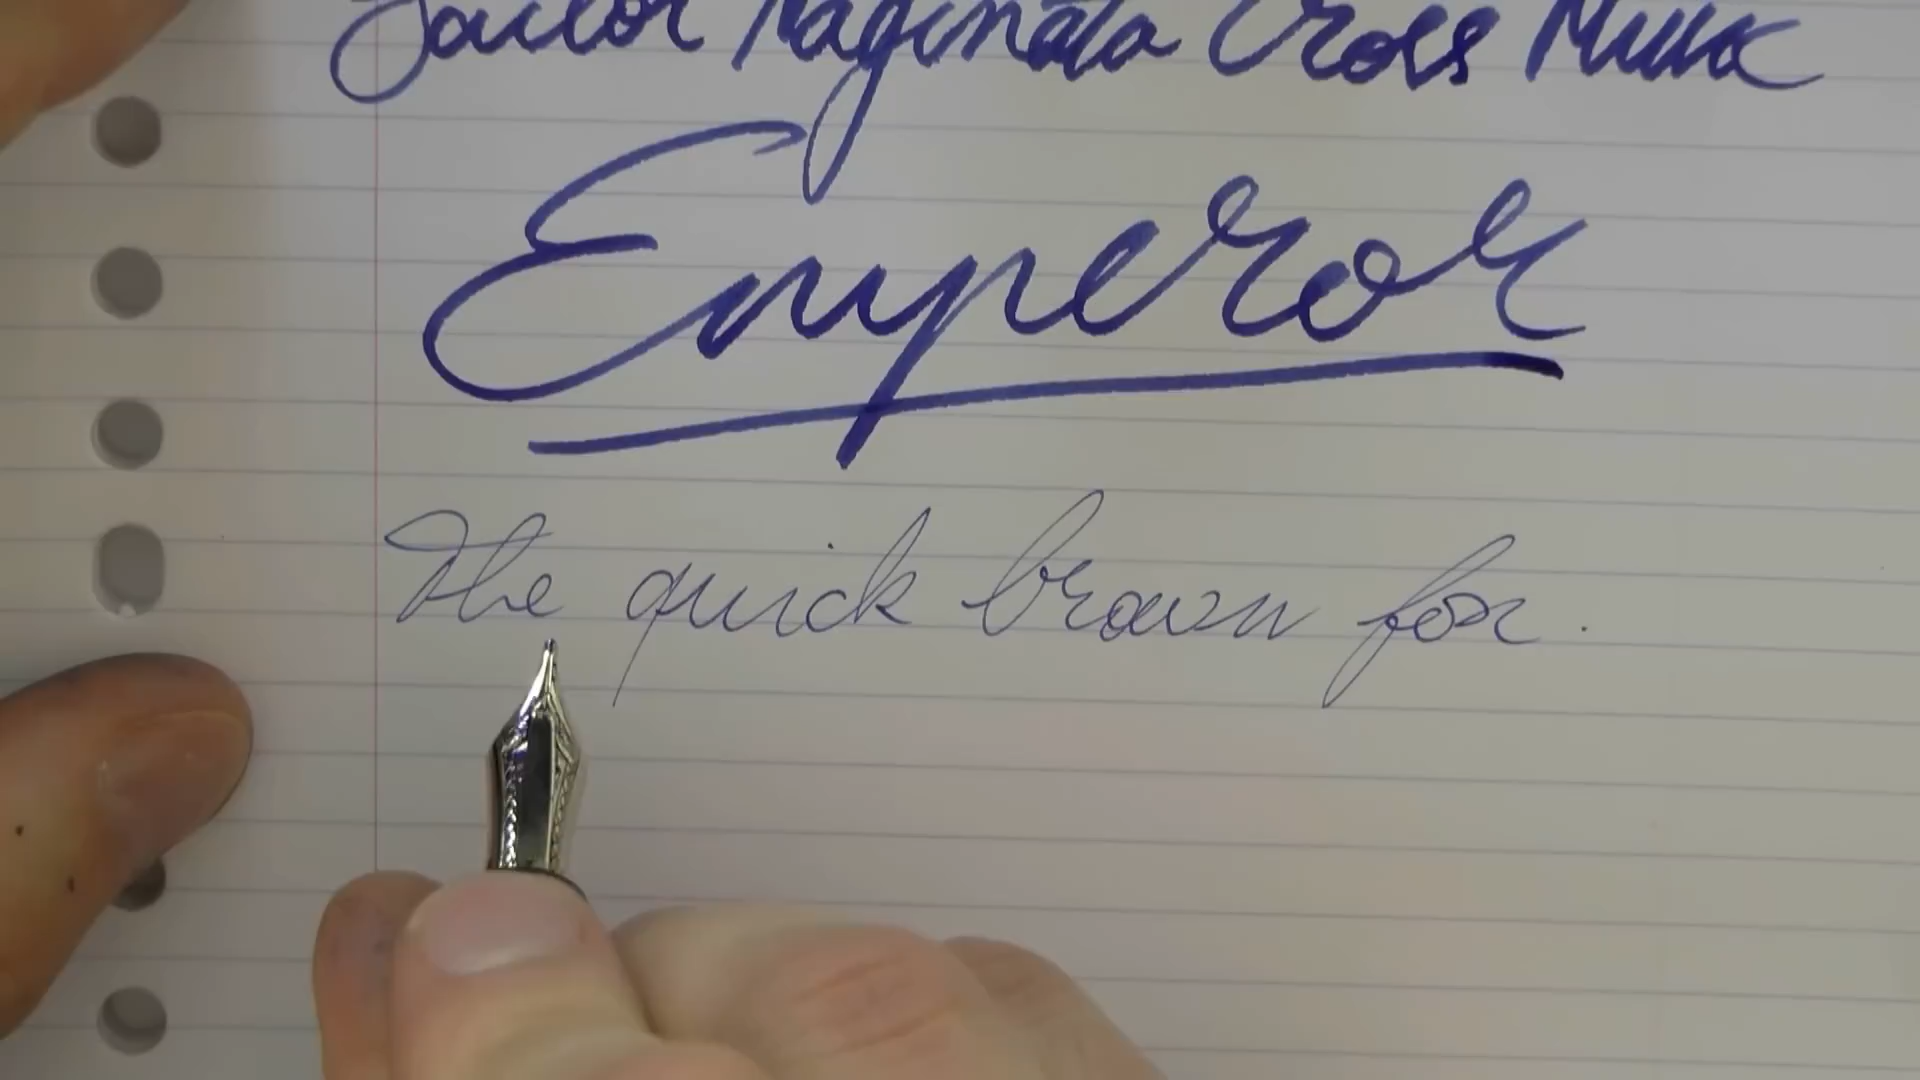 Sailor Naginata Cross Music
Emperor
The quick brown fox.